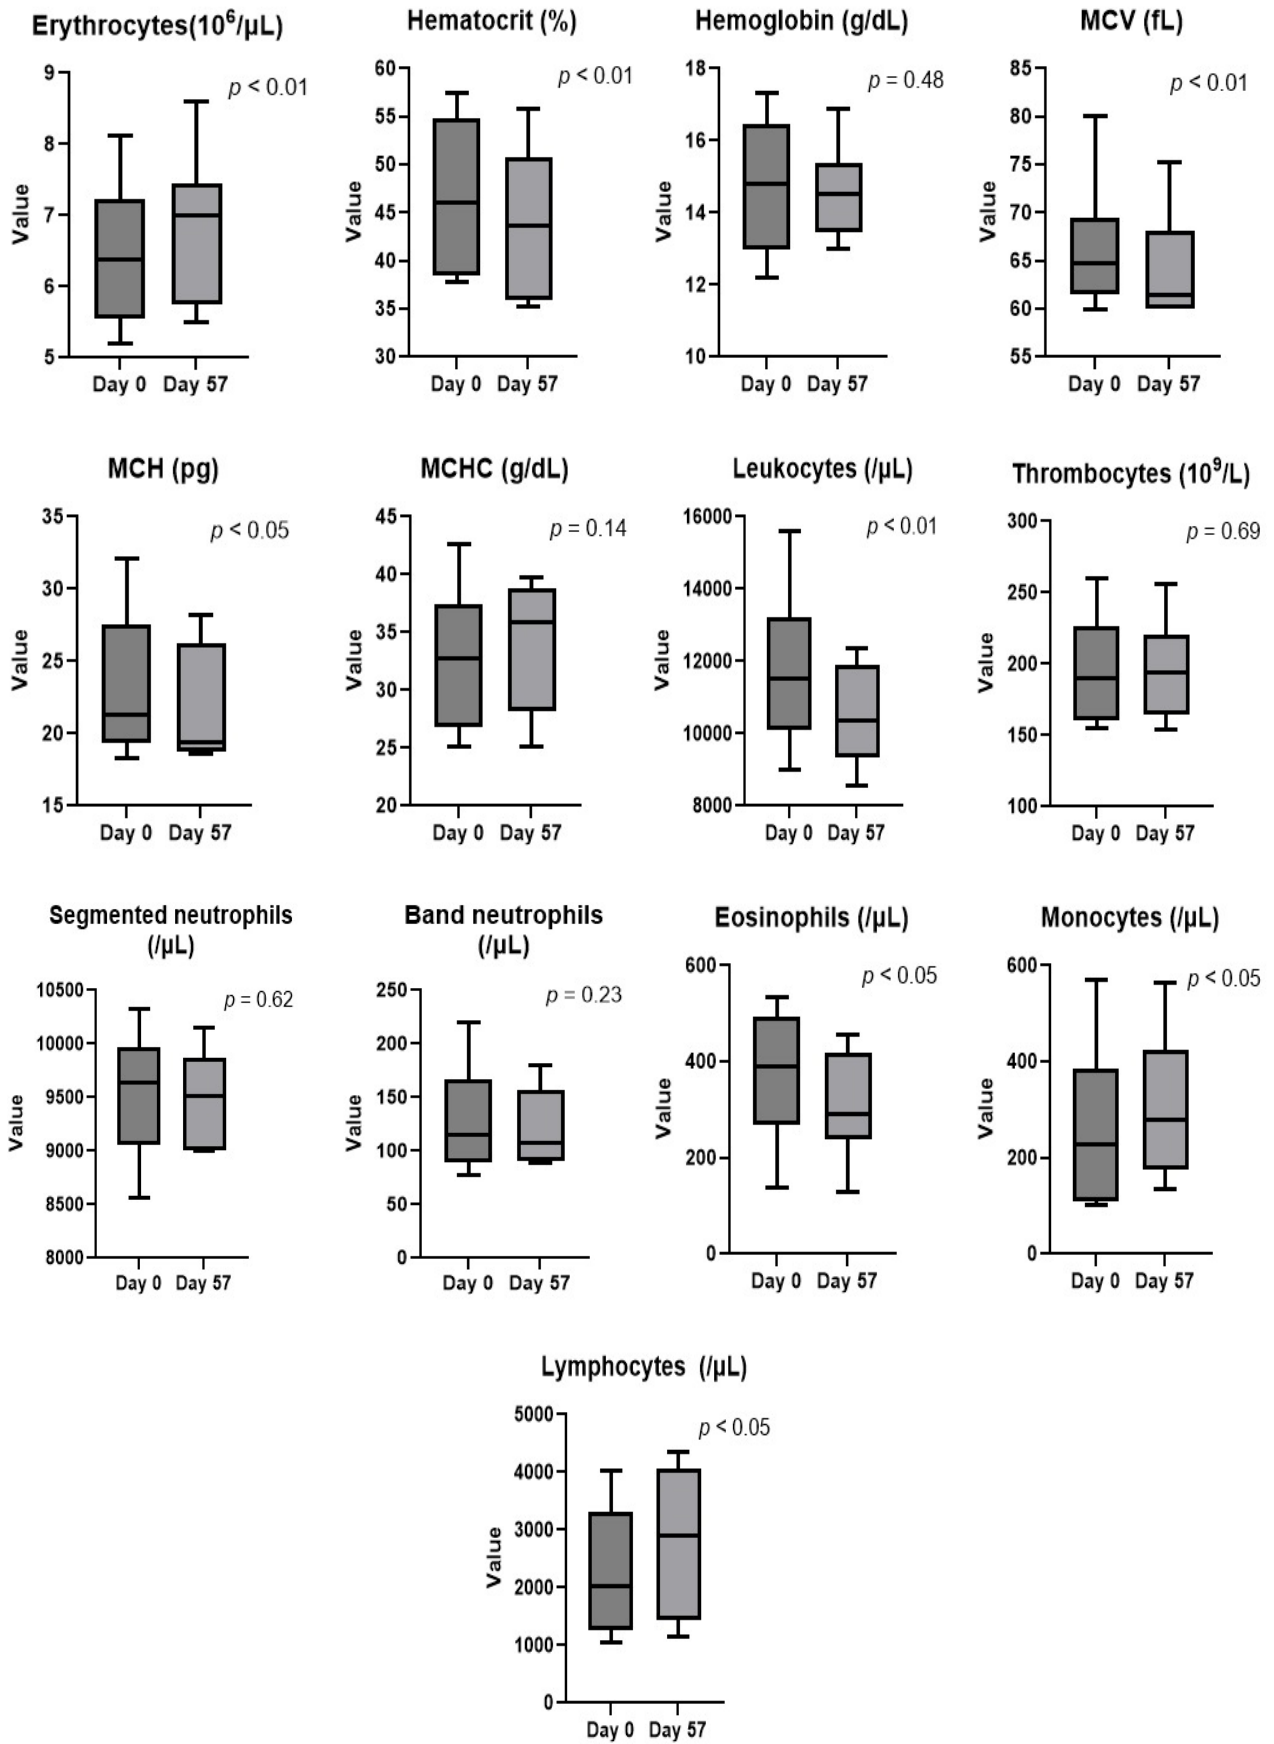 Erythrocytes(10⁶/µL)
p < 0.01
9
8
7
6
5
Value
Day 0 Day 57
Hematocrit (%)
p < 0.01
60
55
50
45
40
35
30
Value
Day 0 Day 57
Hemoglobin (g/dL)
p = 0.48
18
16
14
12
10
Value
Day 0 Day 57
MCV (fL)
p < 0.01
85
80
75
70
65
60
55
Value
Day 0 Day 57
MCH (pg)
p < 0.05
35
30
25
20
15
Value
Day 0 Day 57
MCHC (g/dL)
p = 0.14
45
40
35
30
25
20
Value
Day 0 Day 57
Leukocytes (/µL)
p < 0.01
16000
14000
12000
10000
8000
Value
Day 0 Day 57
Thrombocytes (10⁹/L)
p = 0.69
300
250
200
150
100
Value
Day 0 Day 57
Segmented neutrophils
(/µL)
p = 0.62
10500
10000
9500
9000
8500
8000
Value
Day 0 Day 57
Band neutrophils
(/µL)
p = 0.23
250
200
150
100
50
0
Value
Day 0 Day 57
Eosinophils (/µL)
p < 0.05
600
400
200
0
Value
Day 0 Day 57
Monocytes (/µL)
p < 0.05
600
400
200
0
Value
Day 0 Day 57
Lymphocytes (/µL)
p < 0.05
5000
4000
3000
2000
1000
0
Value
Day 0 Day 57